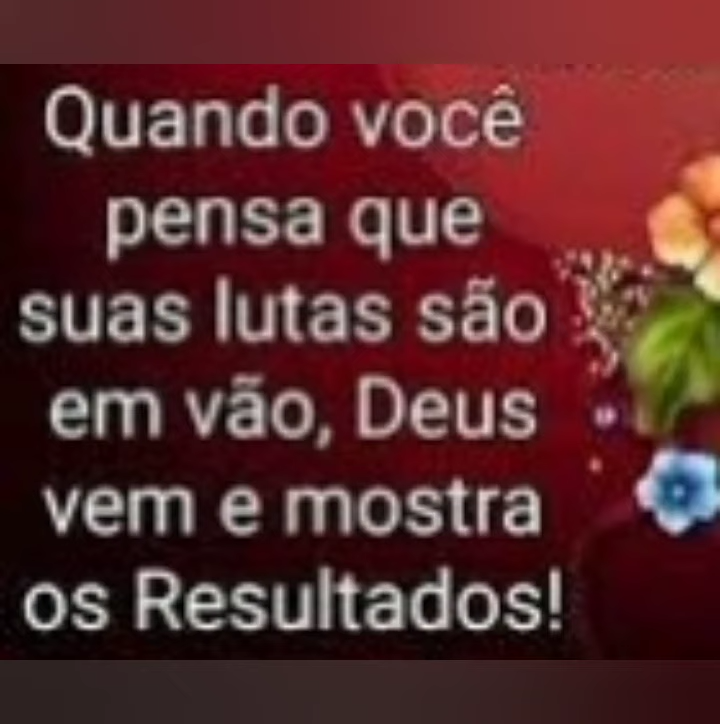 Quando você
pensa que
suas lutas são
em vão, Deus
vem e mostra
os Resultados!